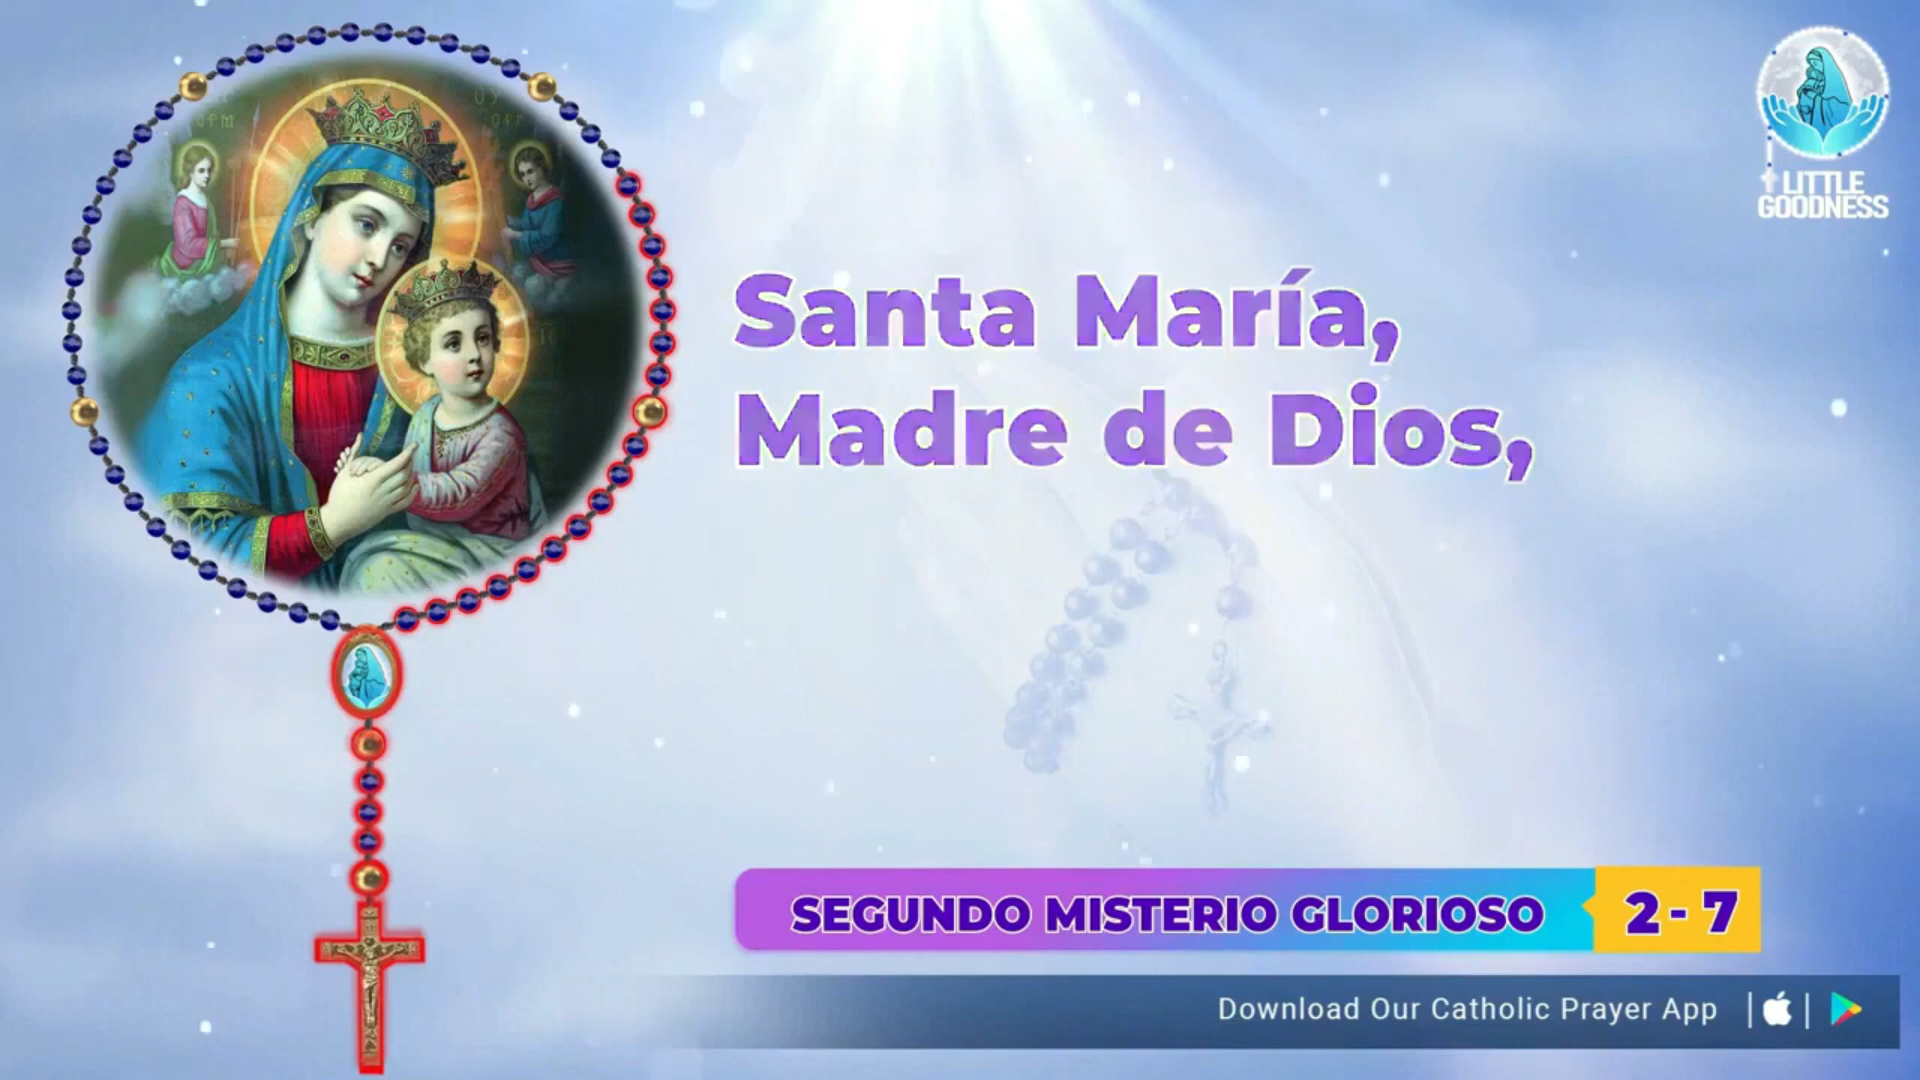 LITTLE
GOODNESS
Santa María,
Madre de Dios,
SEGUNDO MISTERIO GLORIOSO
2 - 7
Download Our Catholic Prayer App